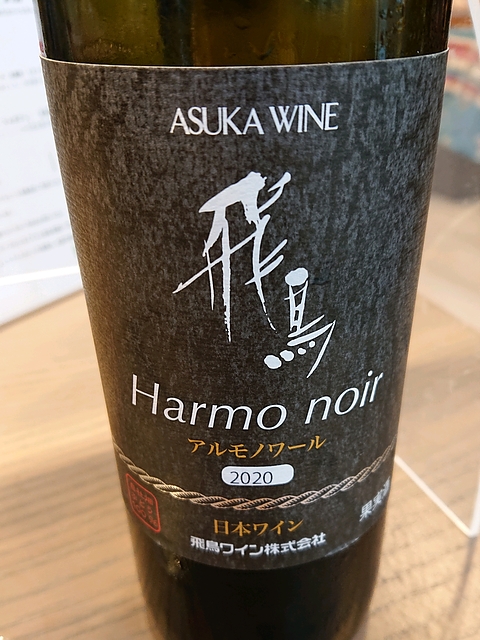 ASUKA WINE
飛鳥
Harmo noir
アルモノワール
2020
日本ワイン
果実酒
飛鳥ワイン株式会社